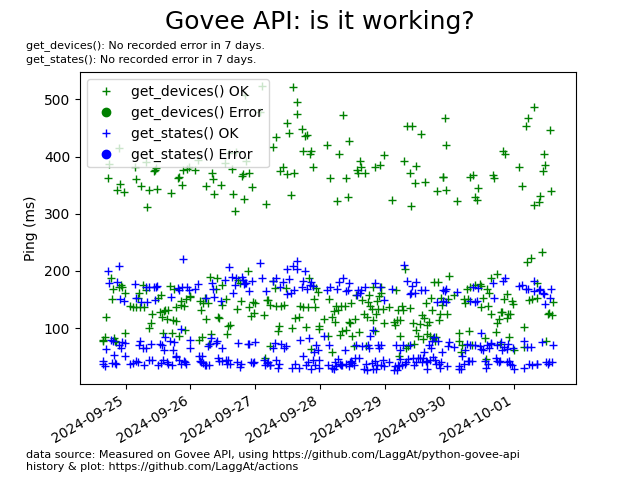 Govee API: is it working?
get_devices(): No recorded error in 7 days.
get_states(): No recorded error in 7 days.
get_devices() OK
get_devices() Error
get_states() OK
get_states() Error
Ping (ms)
500
400
300
200
100
2024-09-25
2024-09-26
2024-09-27
2024-09-28
2024-09-29
2024-09-30
2024-10-01
data source: Measured on Govee API, using https://github.com/LaggAt/python-govee-api
history & plot: https://github.com/LaggAt/actions